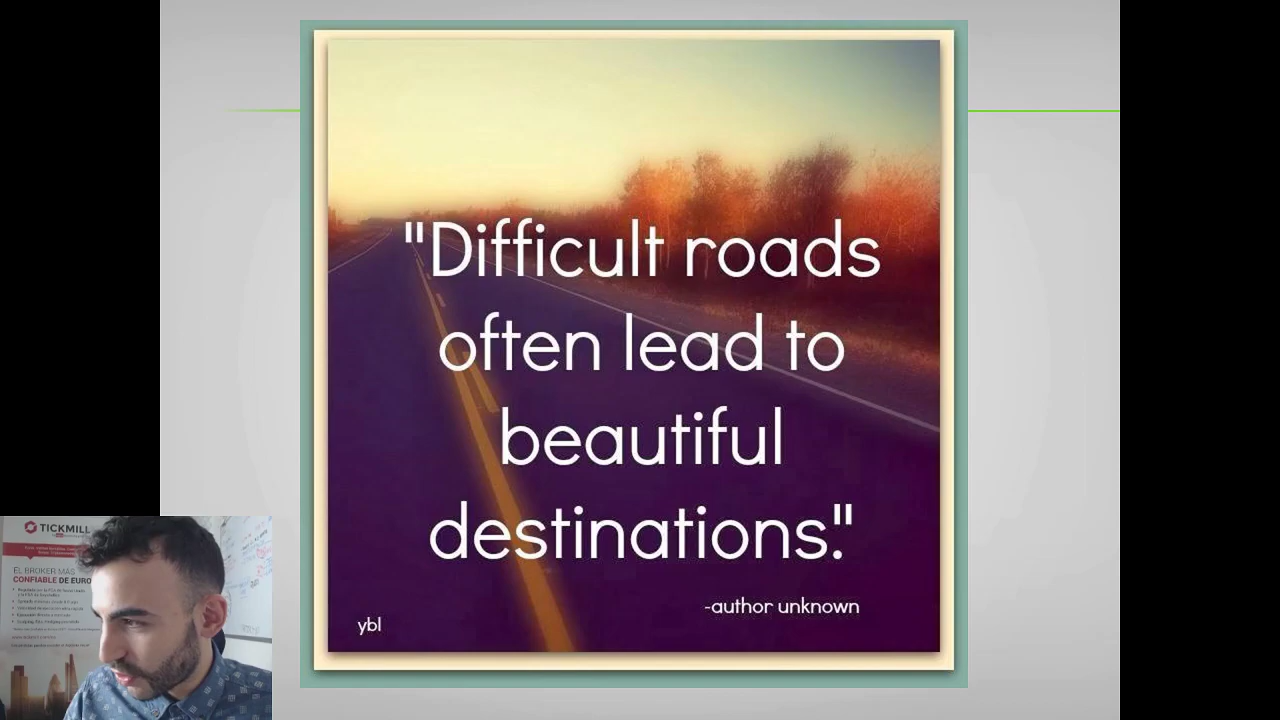 "Difficult roads
often lead to
beautiful
destinations."
-author unknown
ybl
TICKMILL
EL BROKER MÁS
CONFIABLE DE EURO